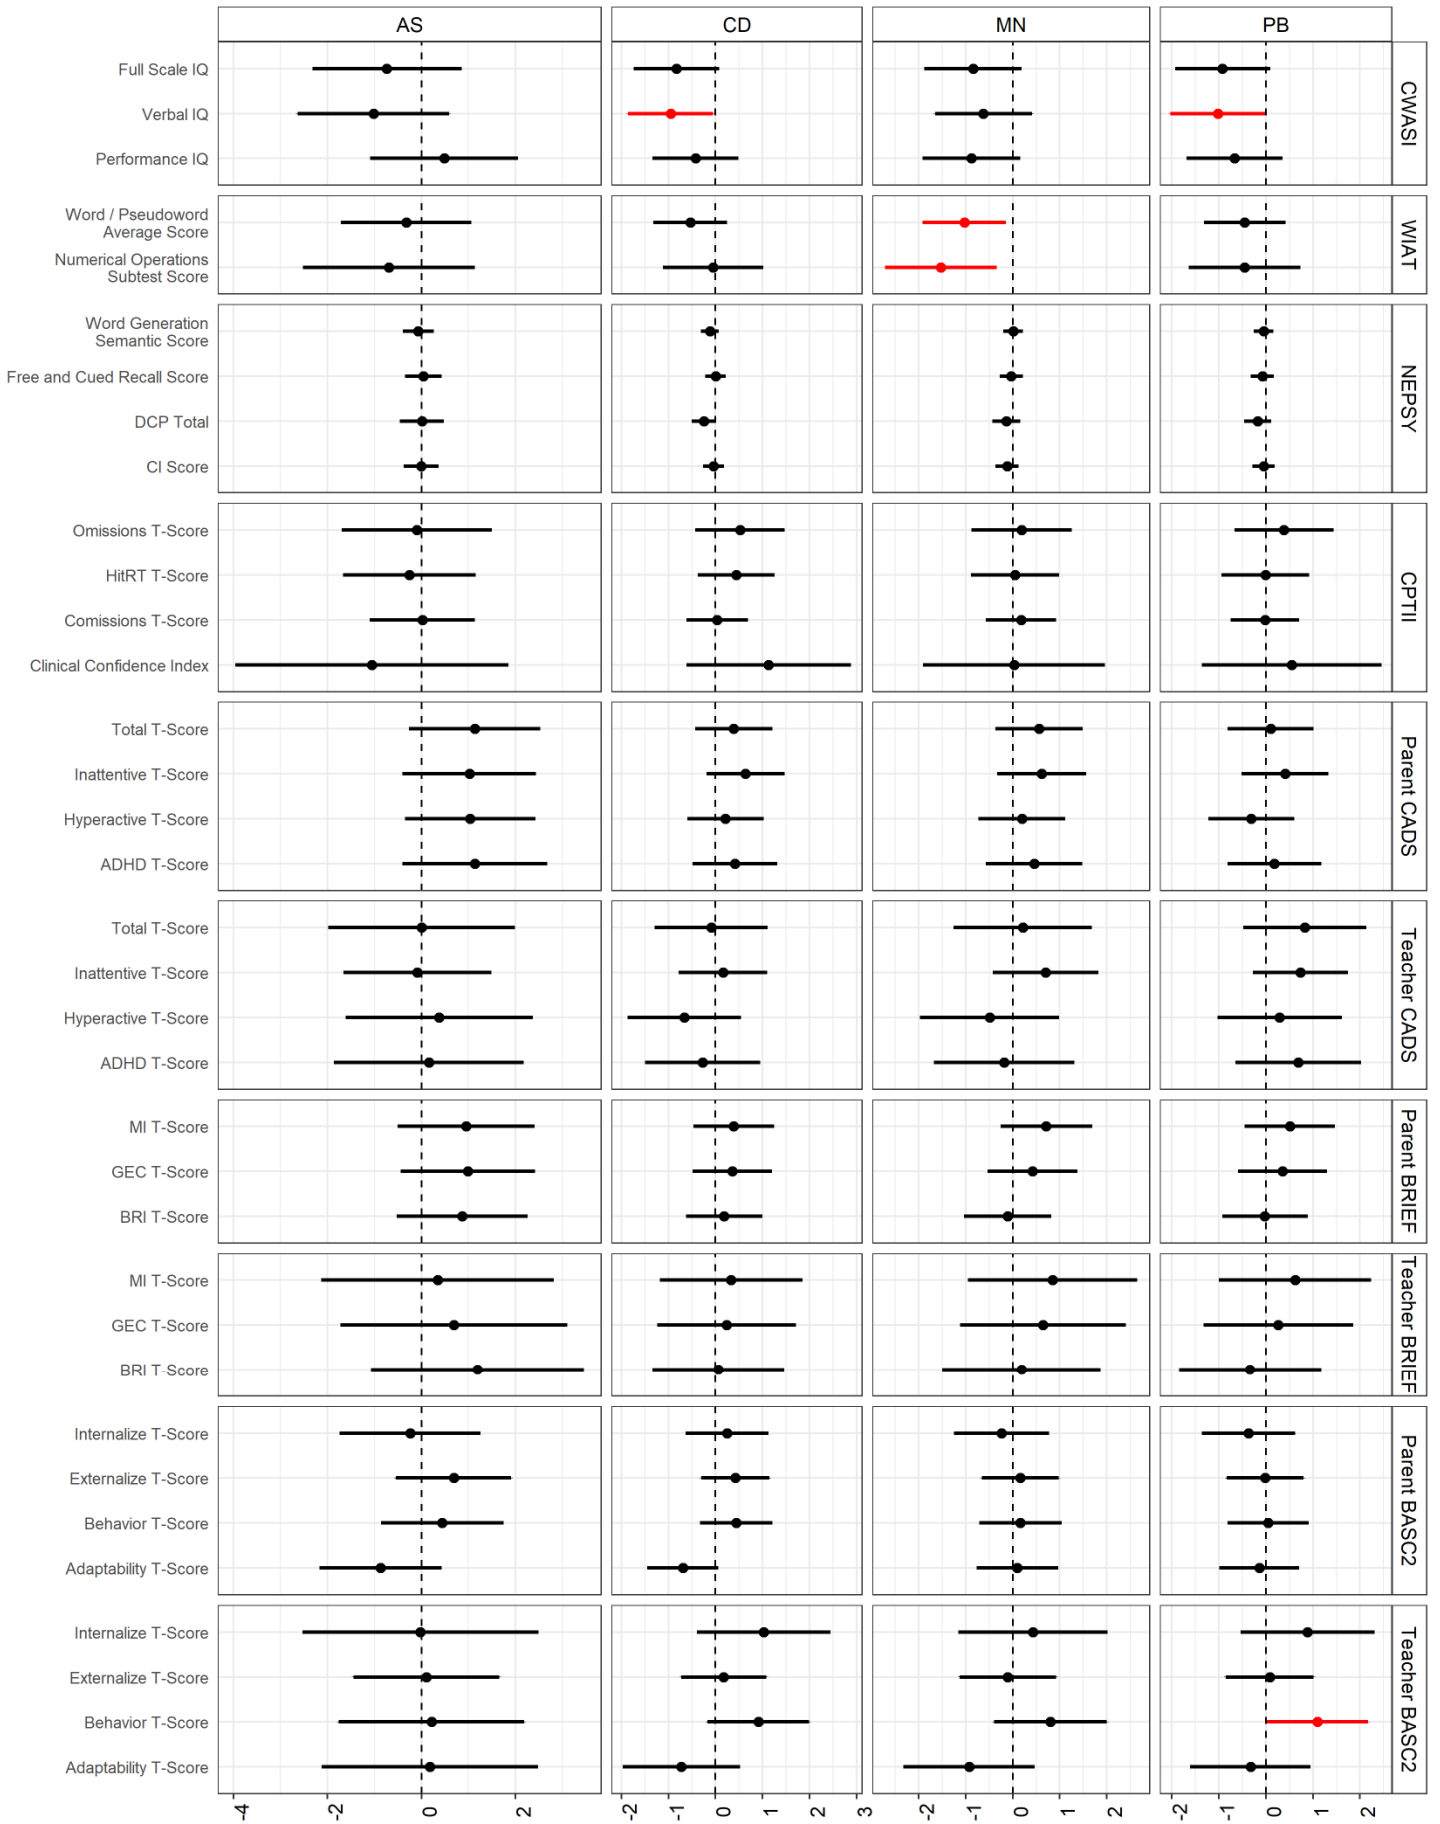 AS
CD
MN
PB
Full Scale IQ
Verbal IQ
Performance IQ
CWASI
Word / Pseudoword
Average Score
Numerical Operations
Subtest Score
WIAT
Word Generation
Semantic Score
Free and Cued Recall Score
DCP Total
CI Score
NEPSY
Omissions T-Score
HitRT T-Score
Comissions T-Score
Clinical Confidence Index
CPTII
Total T-Score
Inattentive T-Score
Hyperactive T-Score
ADHD T-Score
Parent CADS
Total T-Score
Inattentive T-Score
Hyperactive T-Score
ADHD T-Score
Teacher CADS
MI T-Score
GEC T-Score
BRI T-Score
Parent BRIEF
MI T-Score
GEC T-Score
BRI T-Score
Teacher BRIEF
Internalize T-Score
Externalize T-Score
Behavior T-Score
Adaptability T-Score
Parent BASC2
Internalize T-Score
Externalize T-Score
Behavior T-Score
Adaptability T-Score
Teacher BASC2
-4 -2 0 2
-2 -1 0 1 2 3
-2 -1 0 1 2
-2 -1 0 1 2